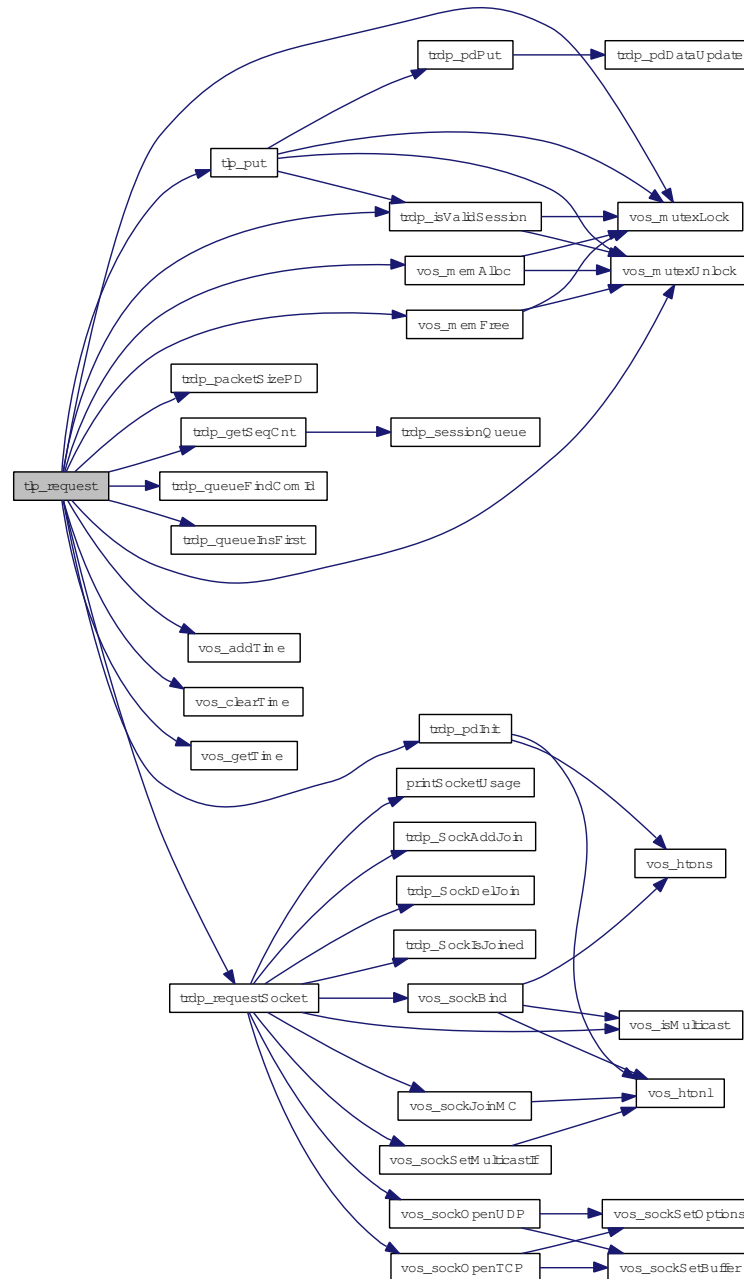 trdp_pdPut
trdp_pdDataUpdate
tlp_put
trdp_isValidSession
vos_mutexLock
vos_memAlloc
vos_mutexUnlock
vos_memFree
trdp_packetSizePD
trdp_getSeqCnt
trdp_sessionQueue
tlp_request
trdp_queueFindComId
trdp_queueInsFirst
vos_addTime
vos_clearTime
trdp_pdInit
vos_getTime
printSocketUsage
trdp_SockAddJoin
vos_htons
trdp_SockDelJoin
trdp_SockIsJoined
trdp_requestSocket
vos_sockBind
vos_isMulticast
vos_sockJoinMC
vos_htonl
vos_sockSetMulticastIf
vos_sockOpenUDP
vos_sockSetOptions
vos_sockOpenTCP
vos_sockSetBuffer